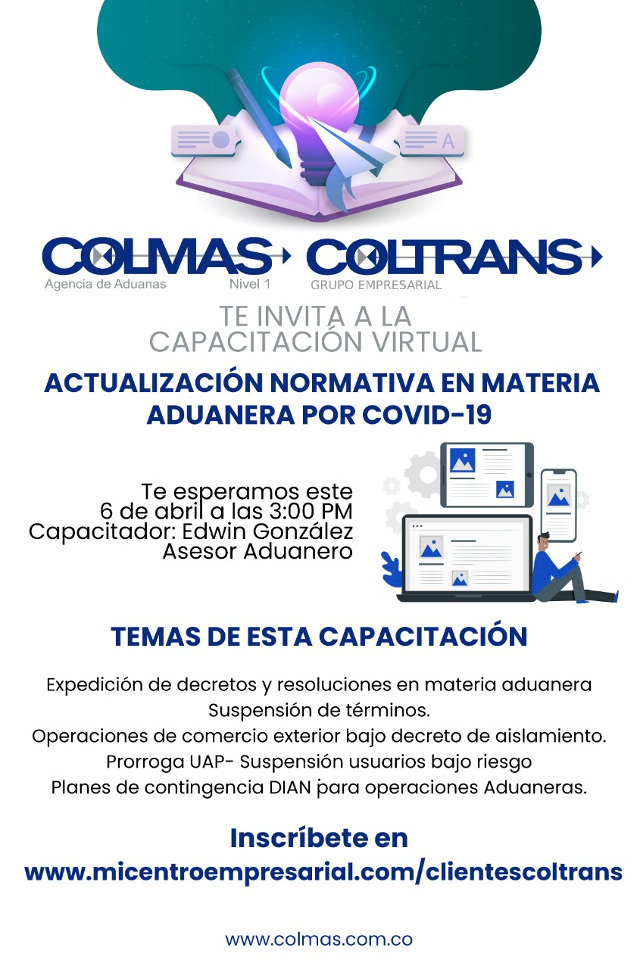 A
COLMAS
Agencia de Aduanas Nivel 1
COLTRANS
GRUPO EMPRESARIAL
TE INVITA A LA
CAPACITACIÓN VIRTUAL
ACTUALIZACIÓN NORMATIVA EN MATERIA
ADUANERA POR COVID-19
Te esperamos este
6 de abril a las 3:00 PM
Capacitador: Edwin González
Asesor Aduanero
TEMAS DE ESTA CAPACITACIÓN
Expedición de decretos y resoluciones en materia aduanera
Suspensión de términos.
Operaciones de comercio exterior bajo decreto de aislamiento.
Prorroga UAP- Suspensión usuarios bajo riesgo
Planes de contingencia DIAN para operaciones Aduaneras.
Inscríbete en
www.micentroempresarial.com/clientescoltrans
www.colmas.com.co